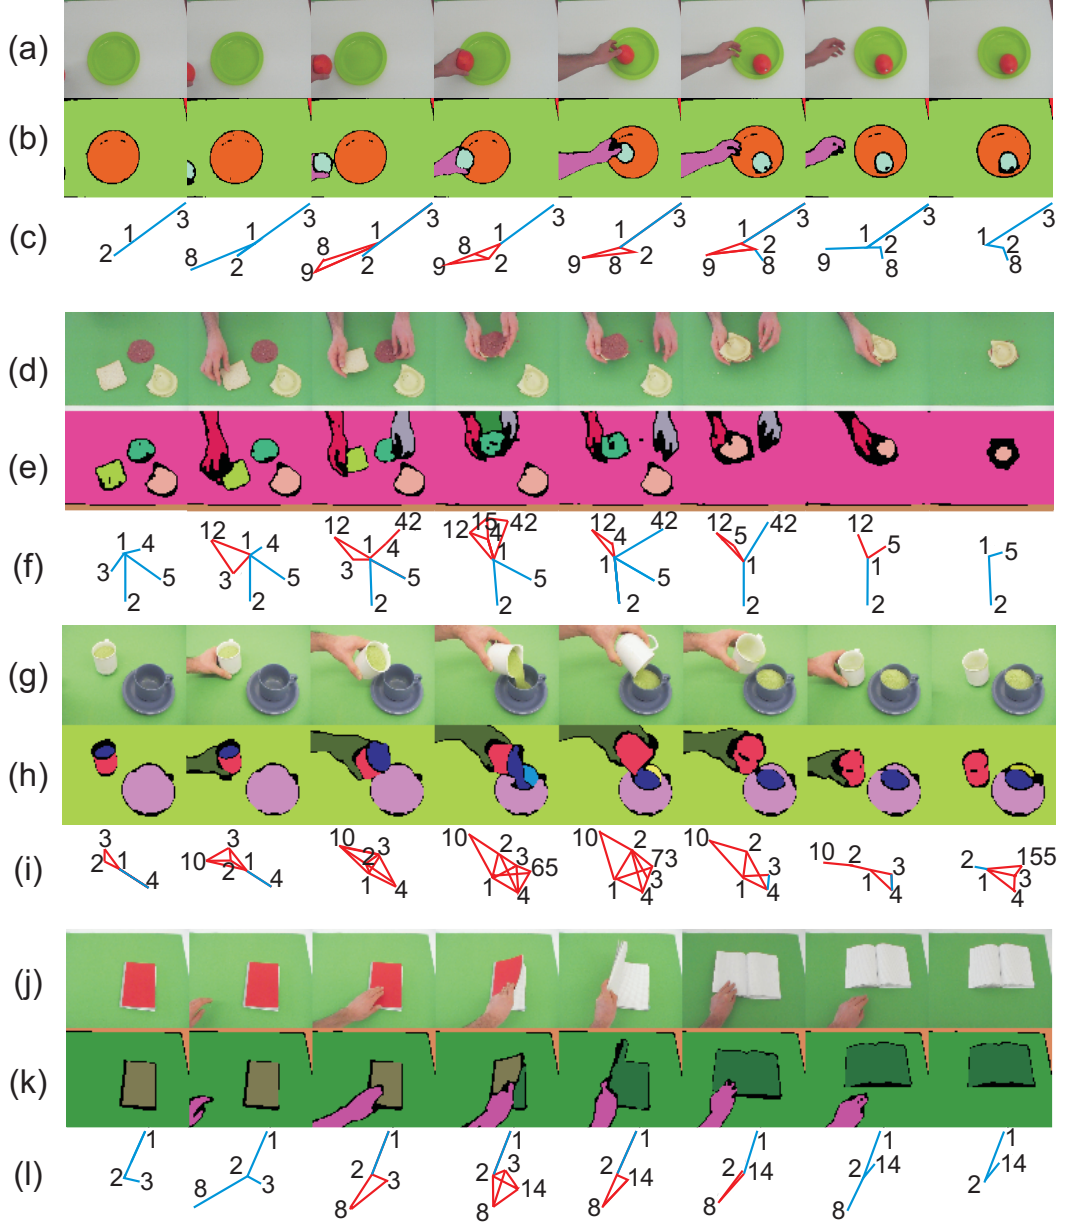 (a)
(b)
(c)
2 1 3
8 1 2 3
9 8 1 2 3
9 8 1 2 3
9 1 8 2 3
9 1 2 8 3
9 1 2 8 3
1 2 8 3
(d)
(e)
(f)
3 1 4 2 5
12 3 1 4 2 5
12 3 1 4 42 2 5
12 15 4 42 1 2 5
12 4 1 42 2 5
12 5 42 1 2
12 5 1 2
1 5 2
(g)
(h)
(i)
3 2 1 4
10 3 2 1 4
10 2 3 1 4
10 2 3 65 1 4
10 2 73 3 1 4
10 2 3 1 4
10 2 3 1 4
2 155 3 1 4
(j)
(k)
(l)
1 2 3
1 2 3 8
1 2 3 8
1 2 3 14 8
1 2 14 8
1 2 14 8
1 2 14 8
1 2 14